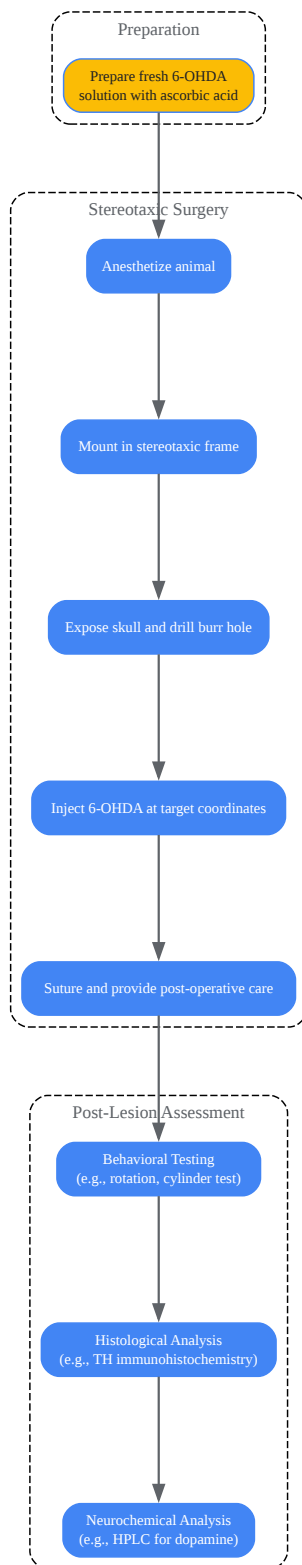 Preparation
Prepare fresh 6-OHDA
solution with ascorbic acid
Stereotaxic Surgery
Anesthetize animal
Mount in stereotaxic frame
Expose skull and drill burr hole
Inject 6-OHDA at target coordinates
Suture and provide post-operative care
Post-Lesion Assessment
Behavioral Testing
(e.g., rotation, cylinder test)
Histological Analysis
(e.g., TH immunohistochemistry)
Neurochemical Analysis
(e.g., HPLC for dopamine)